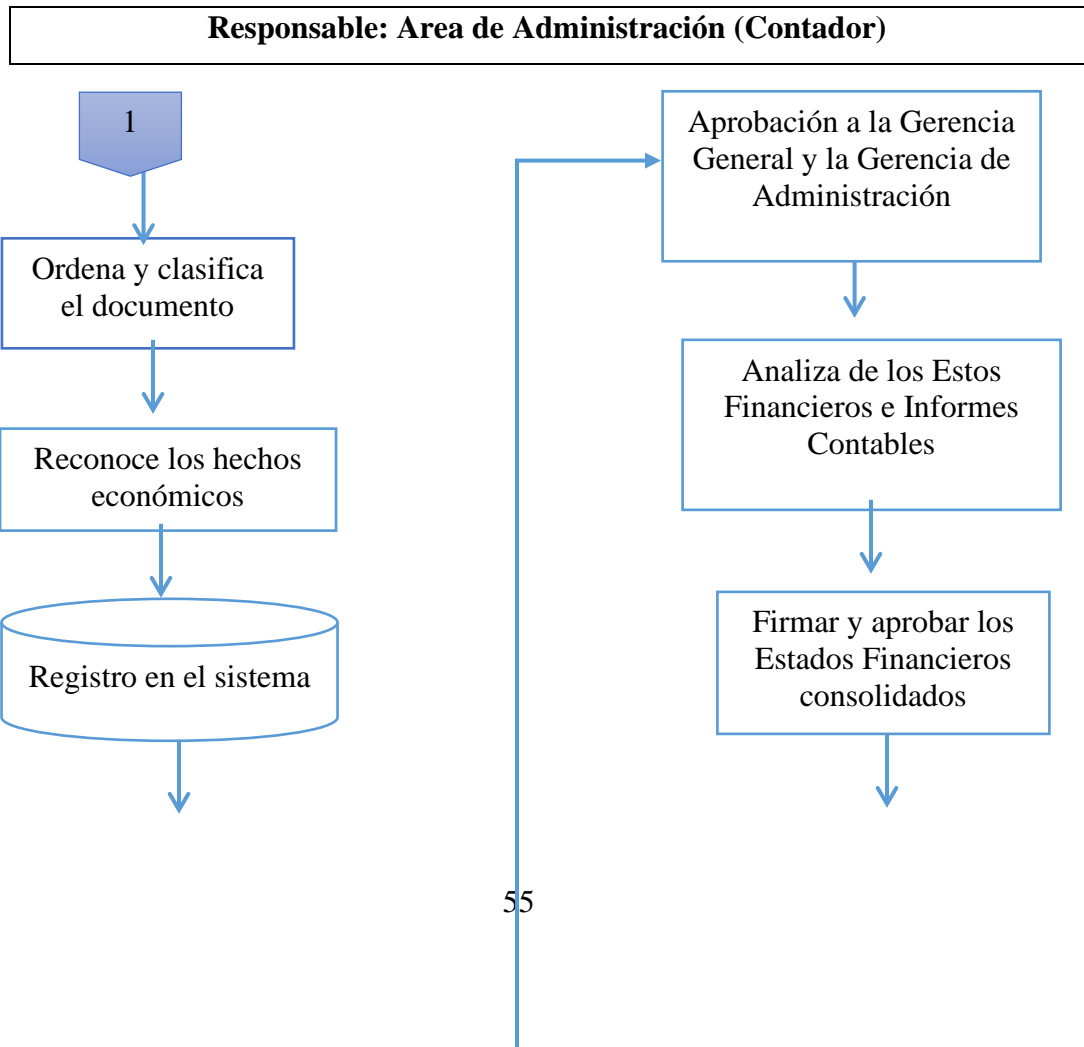 Responsable: Area de Administración (Contador)
1
Ordena y clasifica
el documento
Reconoce los hechos
económicos
Registro en el sistema
Aprobación a la Gerencia
General y la Gerencia de
Administración
Analiza de los Estos
Financieros e Informes
Contables
Firmar y aprobar los
Estados Financieros
consolidados
55